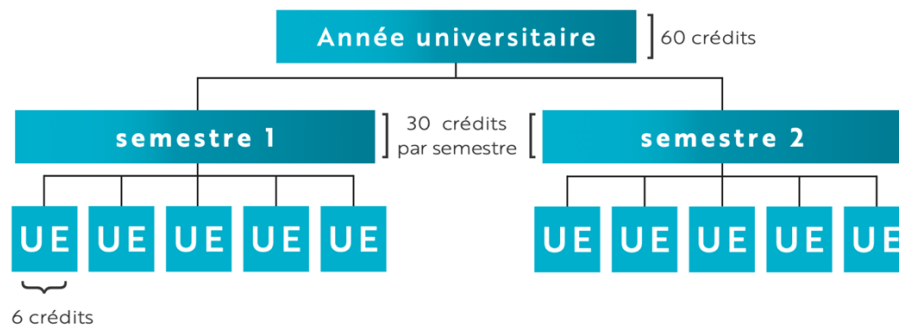 Année universitaire
60 crédits
semestre 1
30 crédits
par semestre
semestre 2
UE UE UE UE UE UE UE UE UE UE
6 crédits